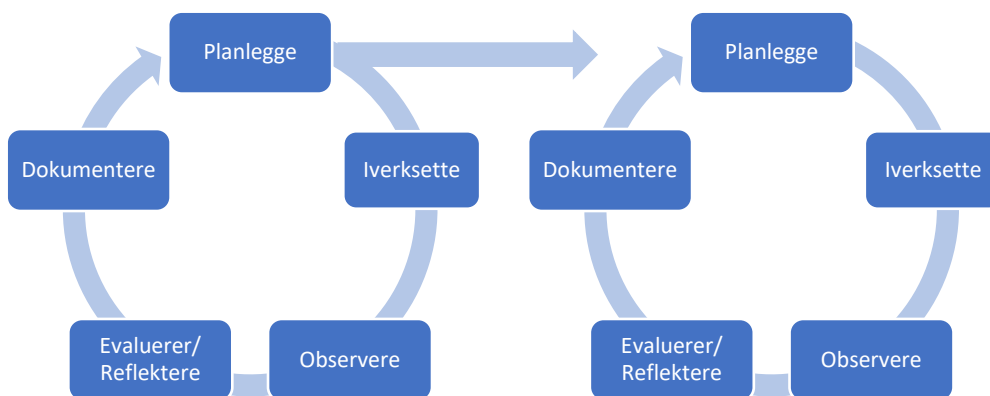 Planlegge
Iverksette
Observere
Evaluerer/
Reflektere
Dokumentere
Planlegge
Iverksette
Observere
Evaluerer/
Reflektere
Dokumentere